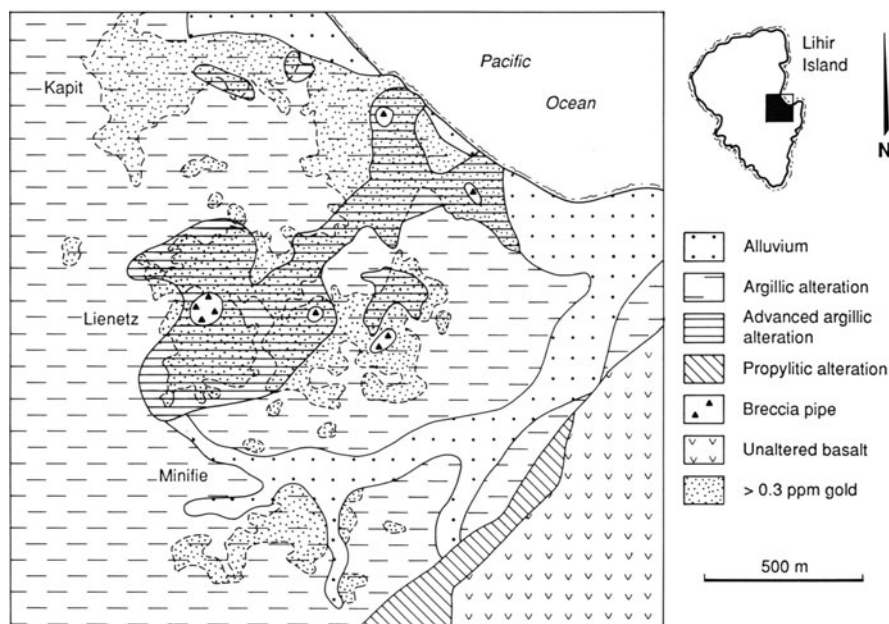 Kapit
Pacific
Ocean
Lienetz
Minifie
Lihir
Island
N
Alluvium
Argillic alteration
Advanced argillic
alteration
Propylitic alteration
Breccia pipe
Unaltered basalt
> 0.3 ppm gold
500 m